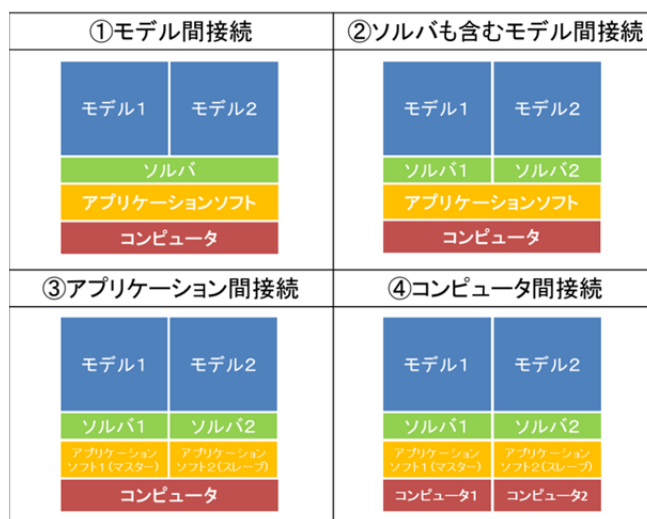 ①モデル間接続
②ソルバも含むモデル間接続
モデル1
モデル2
ソルバ
アプリケーションソフト
コンピュータ
モデル1
モデル2
ソルバ1
ソルバ2
アプリケーションソフト
コンピュータ
③アプリケーション間接続
④コンピュータ間接続
モデル1
モデル2
ソルバ1
ソルバ2
アプリケーション
ソフト1(マスター)
アプリケーション
ソフト2(スレーブ)
コンピュータ
モデル1
モデル2
ソルバ1
ソルバ2
アプリケーション
ソフト1(マスター)
アプリケーション
ソフト2(スレーブ)
コンピュータ1
コンピュータ2